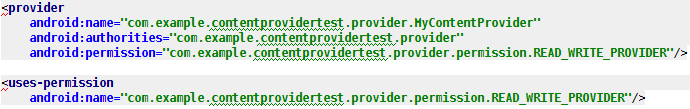 <provider
android:name="com.example.contentprovidertest.provider.MyContentProvider"
android:authorities="com.example.contentprovidertest.provider"
android:permission="com.example.contentprovidertest.provider.permission.READ_WRITE_PROVIDER"/>
<uses-permission
android:name="com.example.contentprovidertest.provider.permission.READ_WRITE_PROVIDER"/>